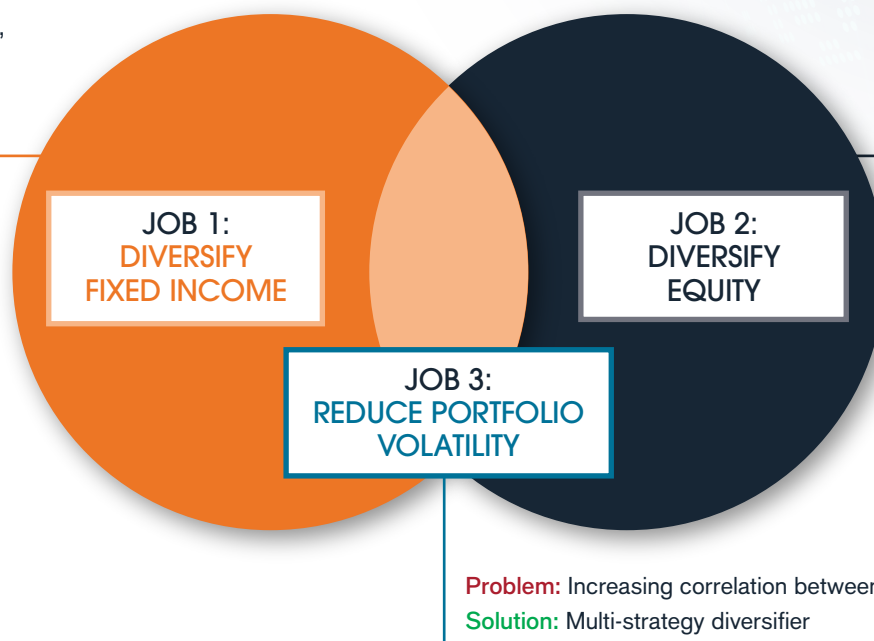 ,
JOB 1:
DIVERSIFY
FIXED INCOME
JOB 2:
DIVERSIFY
EQUITY
JOB 3:
REDUCE PORTFOLIO
VOLATILITY
Problem: Increasing correlation between
Solution: Multi-strategy diversifier